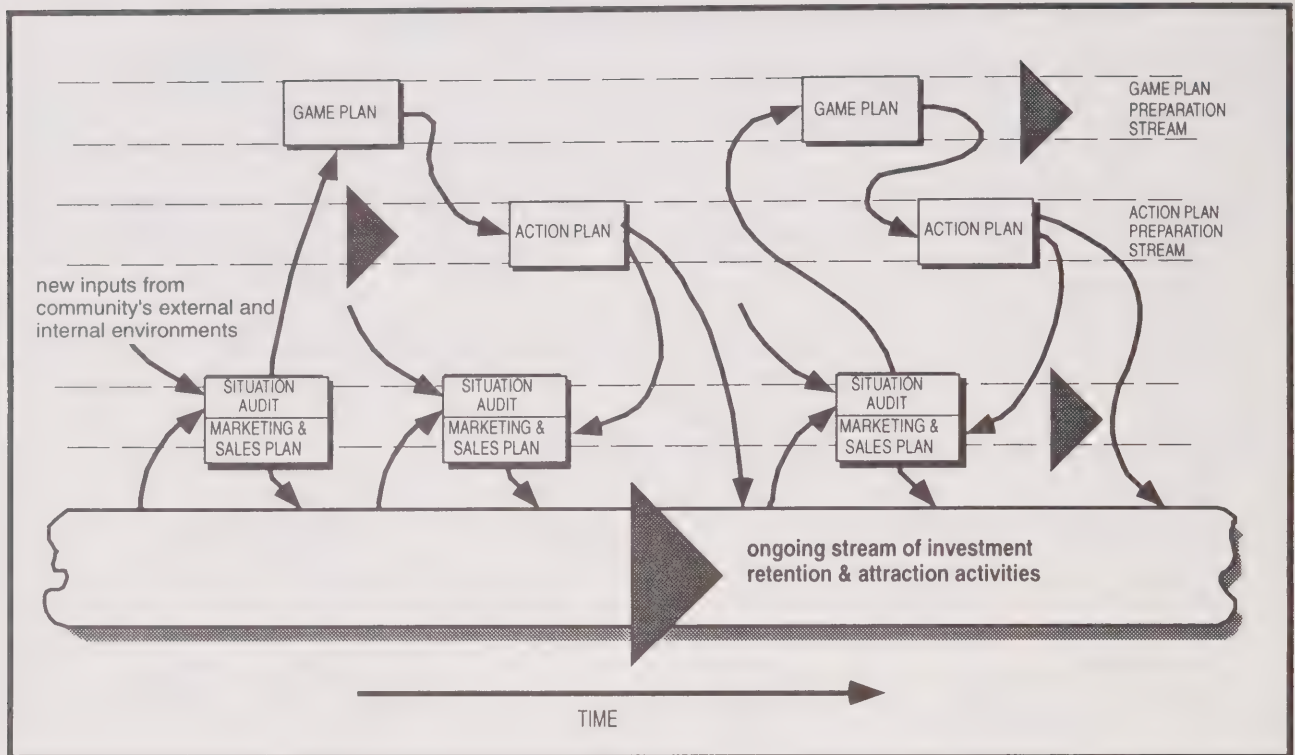 GAME PLAN
GAME PLAN
GAME PLAN
PREPARATION
STREAM
ACTION PLAN
ACTION PLAN
ACTION PLAN
PREPARATION
STREAM
new inputs from
community's external and
internal environments
SITUATION
AUDIT
MARKETING &
SALES PLAN
SITUATION
AUDIT
MARKETING &
SALES PLAN
SITUATION
AUDIT
MARKETING &
SALES PLAN
ongoing stream of investment
retention & attraction activities
TIME